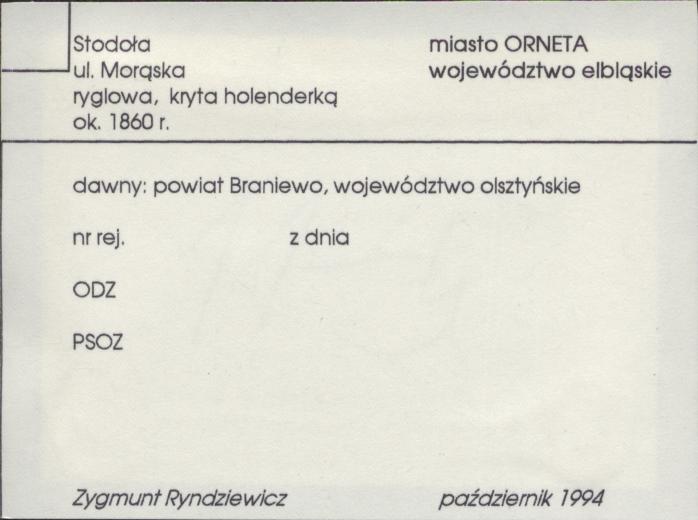 Stodoła
ul. Morąska
ryglowa, kryta holenderką
ok. 1860 r.
miasto ORNETA
województwo elbląskie
dawny: powiat Braniewo, województwo olsztyńskie
nr rej. z dnia
ODZ
PSOZ
Zygmunt Ryndziewicz październik 1994